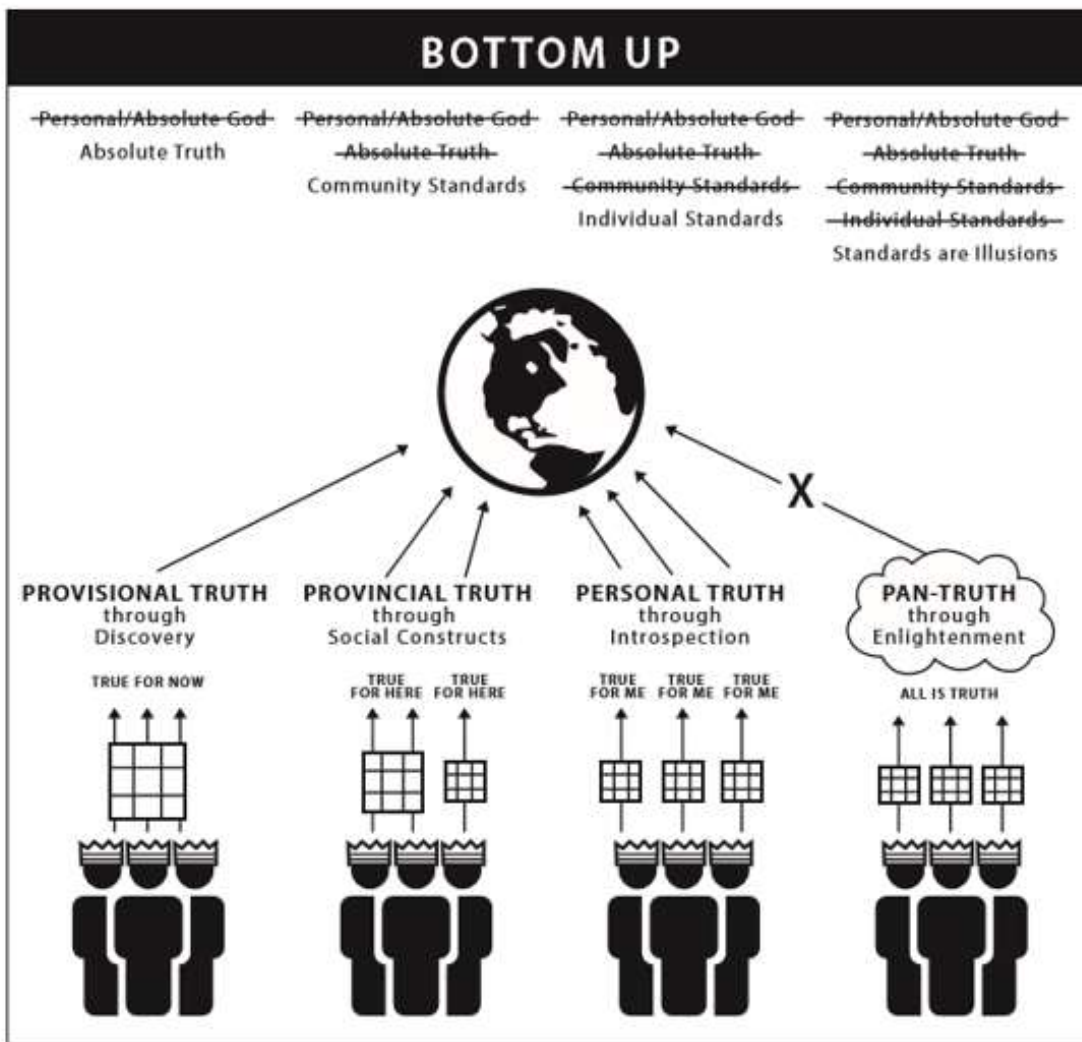 BOTTOM UP
Personal/Absolute God
Absolute Truth
Personal/Absolute God
Absolute Truth
Community Standards
Personal/Absolute God
Absolute Truth
Community Standards
Individual Standards
Personal/Absolute God
Absolute Truth
Community Standards
Individual Standards
Standards are Illusions
X
PROVISIONAL TRUTH
through
Discovery
TRUE FOR NOW
PROVINCIAL TRUTH
through
Social Constructs
TRUE
FOR HERE
TRUE
FOR HERE
PERSONAL TRUTH
through
Introspection
TRUE
FOR ME
TRUE
FOR ME
TRUE
FOR ME
PAN-TRUTH
through
Enlightenment
ALL IS TRUTH